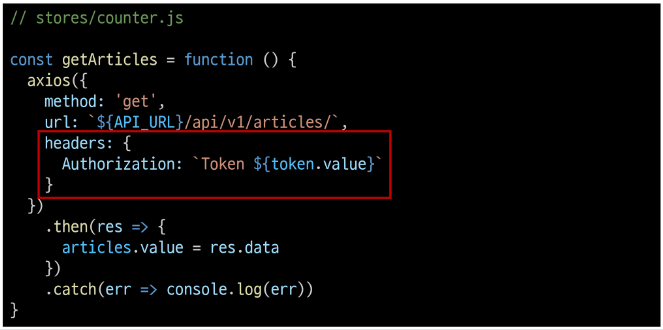 // stores/counter.js

const getArticles = function () {
  axios({
    method: 'get',
    url: `${API_URL}/api/v1/articles/`,
    headers: {
      Authorization: `Token ${token.value}`
    }
  })
    .then(res => {
      articles.value = res.data
    })
    .catch(err => console.log(err))
}